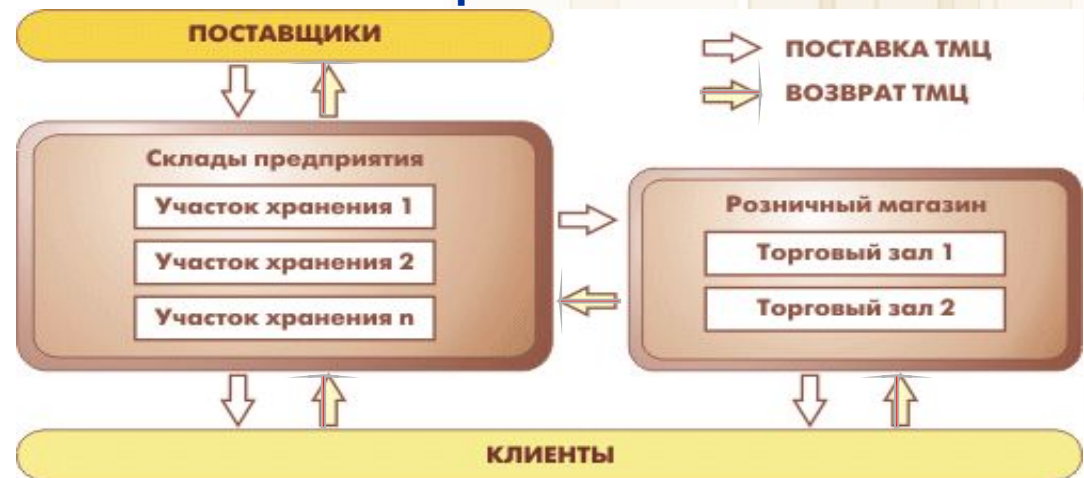 ПОСТАВЩИКИ
ПОСТАВКА ТМЦ
ВОЗВРАТ ТМЦ
Склады предприятия
Участок хранения 1
Участок хранения 2
Участок хранения n
Розничный магазин
Торговый зал 1
Торговый зал 2
КЛИЕНТЫ